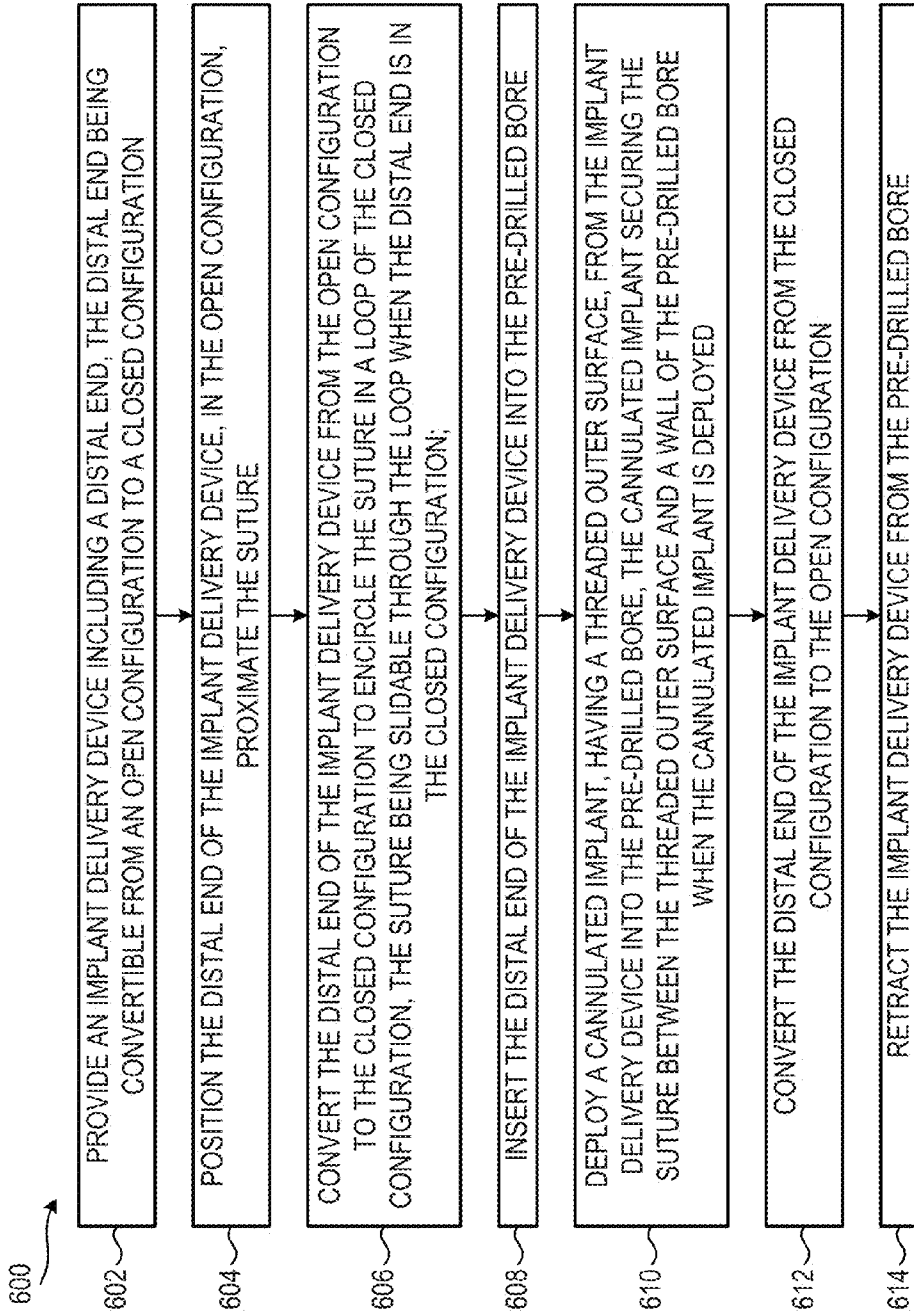 600
602
PROVIDE AN IMPLANT DELIVERY DEVICE INCLUDING A DISTAL END, THE DISTAL END BEING
CONVERTIBLE FROM AN OPEN CONFIGURATION TO A CLOSED CONFIGURATION
604
POSITION THE DISTAL END OF THE IMPLANT DELIVERY DEVICE, IN THE OPEN CONFIGURATION,
PROXIMATE THE SUTURE
606
CONVERT THE DISTAL END OF THE IMPLANT DELIVERY DEVICE FROM THE OPEN CONFIGURATION
TO THE CLOSED CONFIGURATION TO ENCIRCLE THE SUTURE IN A LOOP OF THE CLOSED
CONFIGURATION, THE SUTURE BEING SLIDABLE THROUGH THE LOOP WHEN THE DISTAL END IS IN
THE CLOSED CONFIGURATION;
608
INSERT THE DISTAL END OF THE IMPLANT DELIVERY DEVICE INTO THE PRE-DRILLED BORE
610
DEPLOY A CANNULATED IMPLANT, HAVING A THREADED OUTER SURFACE, FROM THE IMPLANT
DELIVERY DEVICE INTO THE PRE-DRILLED BORE, THE CANNULATED IMPLANT SECURING THE
SUTURE BETWEEN THE THREADED OUTER SURFACE AND A WALL OF THE PRE-DRILLED BORE
WHEN THE CANNULATED IMPLANT IS DEPLOYED
612
CONVERT THE DISTAL END OF THE IMPLANT DELIVERY DEVICE FROM THE CLOSED
CONFIGURATION TO THE OPEN CONFIGURATION
614
RETRACT THE IMPLANT DELIVERY DEVICE FROM THE PRE-DRILLED BORE